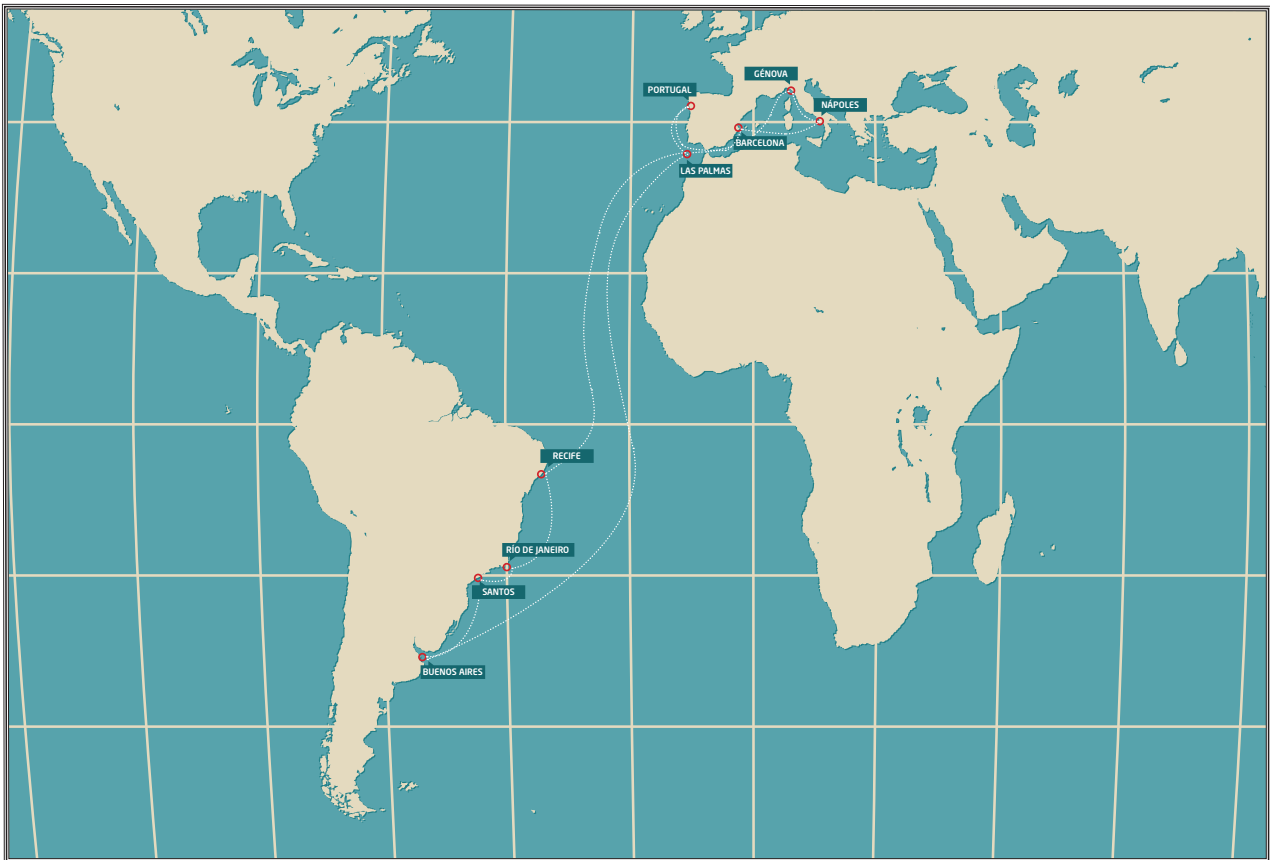 GÉNOVA
PORTUGAL
NÁPOLES
BARCELONA
LAS PALMAS
RECIFE
RÍO DE JANEIRO
SANTOS
BUENOS AIRES